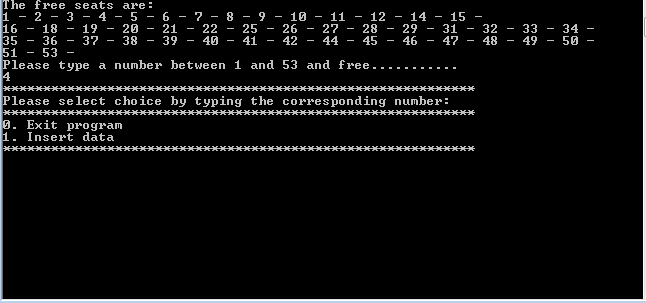 The free seats are:
1 - 2 - 3 - 4 - 5 - 6 - 7 - 8 - 9 - 10 - 11 - 12 - 14 - 15 -
16 - 18 - 19 - 20 - 21 - 22 - 25 - 26 - 27 - 28 - 29 - 31 - 32 - 33 - 34 -
35 - 36 - 37 - 38 - 39 - 40 - 41 - 42 - 44 - 45 - 46 - 47 - 48 - 49 - 50 -
51 - 53 -
Please type a number between 1 and 53 and free...........
4
***********************************************************
Please select choice by typing the corresponding number:
***********************************************************
0. Exit program
1. Insert data
***********************************************************